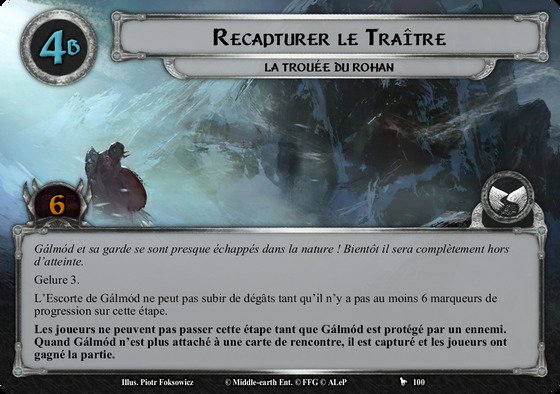 4B
RECAPTURER LE TRAÎTRE
LA TROUÉE DU ROHAN
6
Gálmód et sa garde se sont presque échappés dans la nature ! Bientôt il sera complètement hors
d'atteinte.
Gelure 3.
L'Escorte de Gálmód ne peut pas subir de dégâts tant qu'il n'y a pas au moins 6 marqueurs de
progression sur cette étape.
Les joueurs ne peuvent pas passer cette étape tant que Gálmód est protégé par un ennemi.
Quand Gálmód n'est plus attaché à une carte de rencontre, il est capturé et les joueurs ont
gagné la partie.
Illus. Piotr Foksowicz © Middle-earth Ent. © FFG © ALeP 100